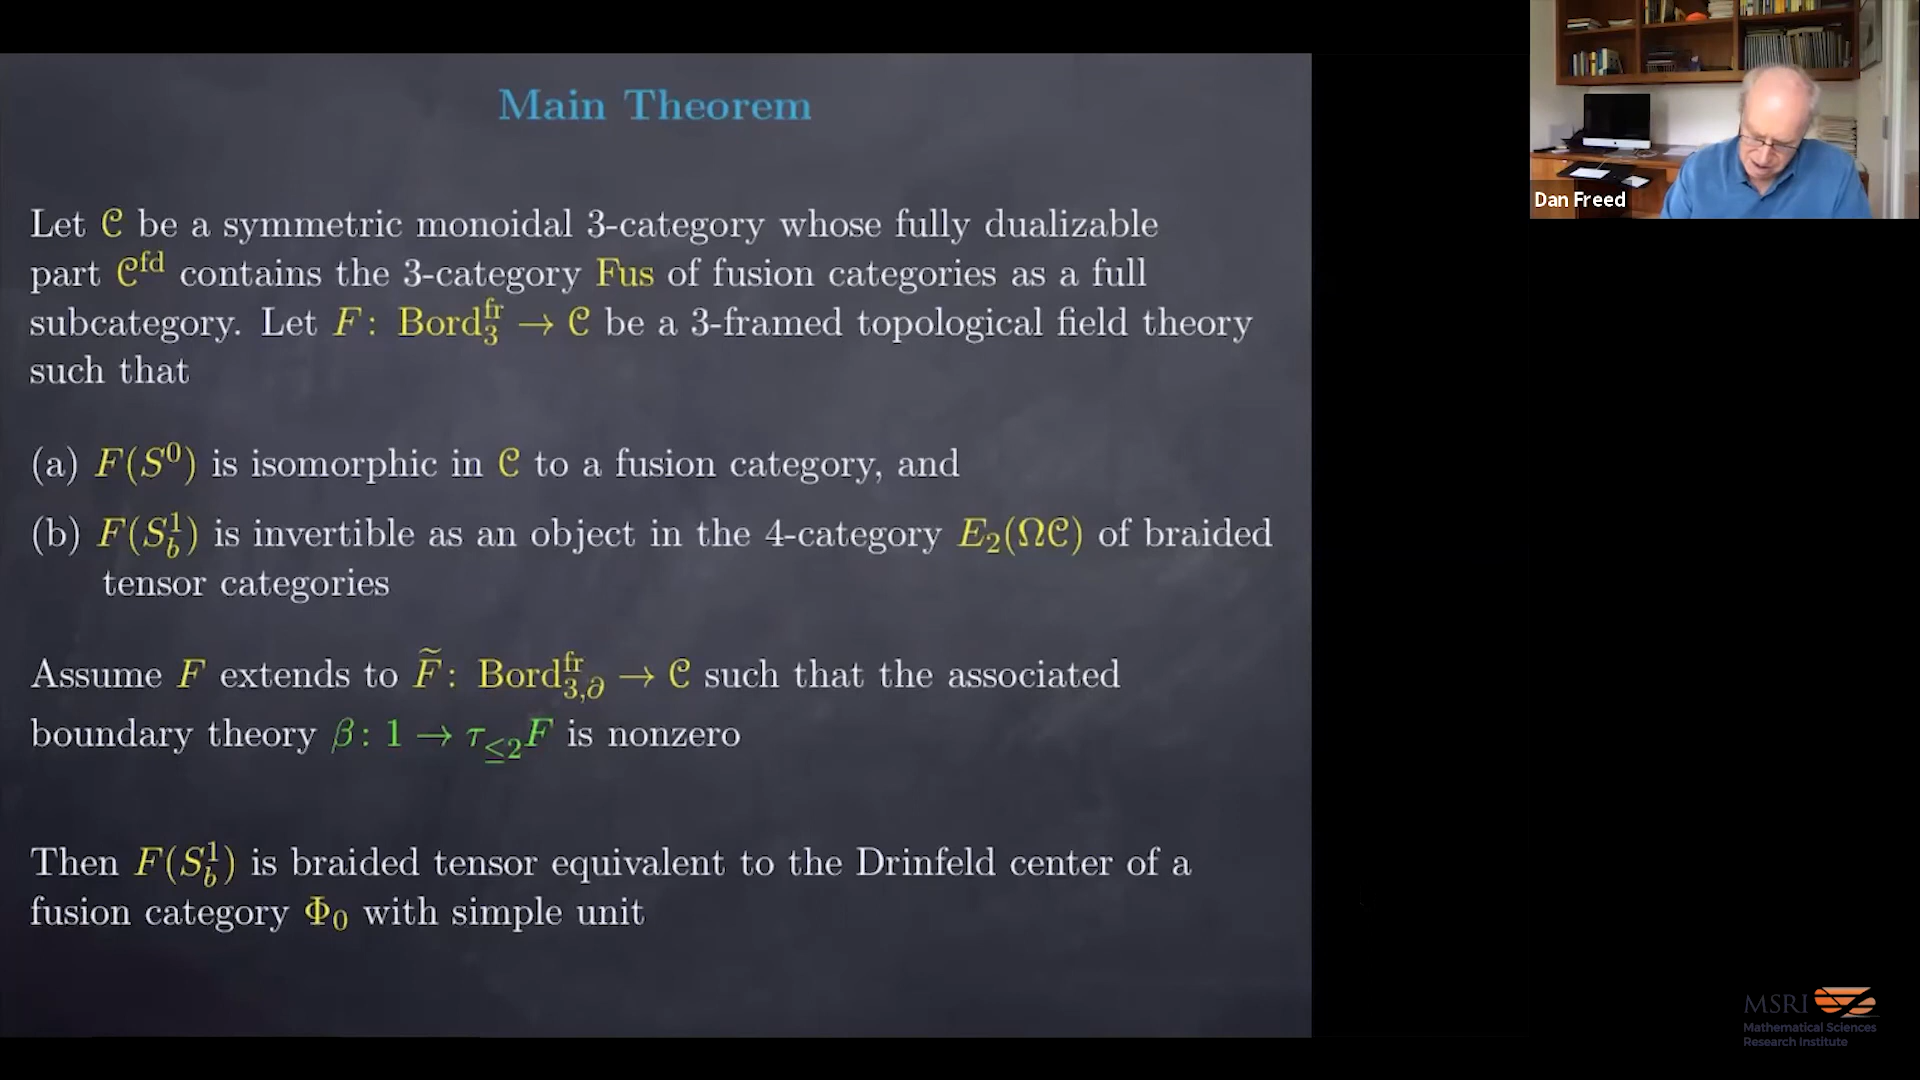 Main Theorem
Let 𝒞 be a symmetric monoidal 3-category whose fully dualizable
part 𝒞^fd contains the 3-category Fus of fusion categories as a full
subcategory. Let F: Bord₃^fr → 𝒞 be a 3-framed topological field theory
such that
(a) F(S⁰) is isomorphic in 𝒞 to a fusion category, and
(b) F(S_b^1) is invertible as an object in the 4-category E₂(Ω𝒞) of braided
tensor categories
Assume F extends to F̃: Bord_{3,∂}^fr → 𝒞 such that the associated
boundary theory β: 1 → τ_{≤2}F is nonzero
Then F(S_b^1) is braided tensor equivalent to the Drinfeld center of a
fusion category Φ₀ with simple unit
Dan Freed
MSRI
Mathematical Sciences
Research Institute